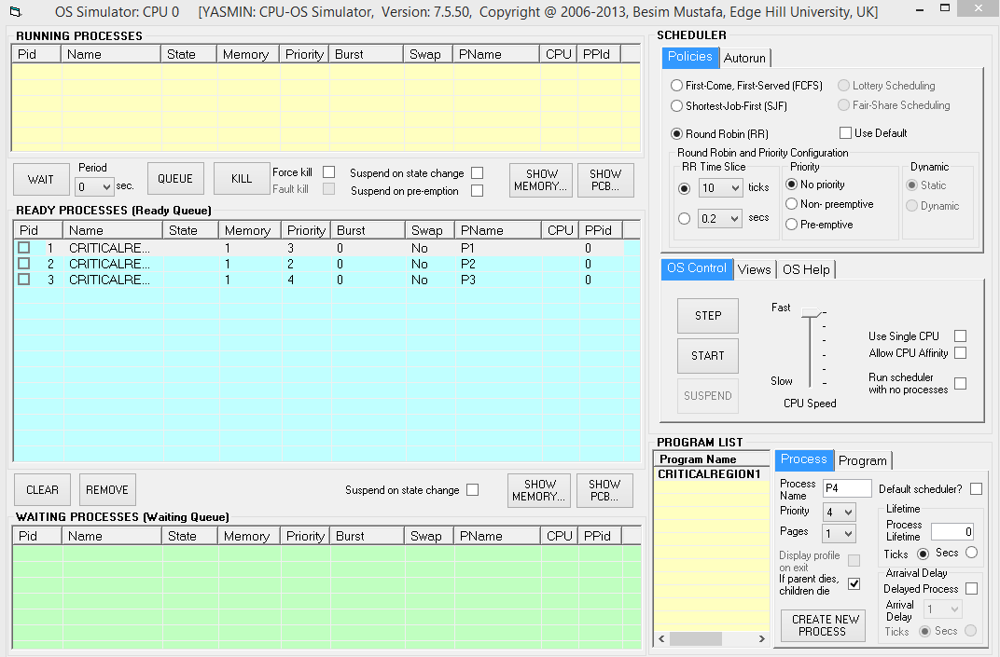 OS Simulator: CPU 0 [YASMIN: CPU-OS Simulator, Version: 7.5.50, Copyright @ 2006-2013, Besim Mustafa, Edge Hill University, UK]
RUNNING PROCESSES
Pid Name State Memory Priority Burst Swap PName CPU PPId
WAIT
Period
0 sec.
QUEUE
KILL
Force kill
Fault kill
Suspend on state change
Suspend on pre-emption
SHOW MEMORY...
SHOW PCB...
READY PROCESSES (Ready Queue)
Pid Name State Memory Priority Burst Swap PName CPU PPid
1 CRITICALRE... 1 3 0 No P1 0
2 CRITICALRE... 1 2 0 No P2 0
3 CRITICALRE... 1 4 0 No P3 0
CLEAR
REMOVE
Suspend on state change
SHOW MEMORY...
SHOW PCB...
WAITING PROCESSES (Waiting Queue)
Pid Name State Memory Priority Burst Swap PName CPU PPid
SCHEDULER
Policies Autorun
First-Come, First-Served (FCFS) Lottery Scheduling
Shortest-Job-First (SJF) Fair-Share Scheduling
Round Robin (RR) Use Default
Round Robin and Priority Configuration
RR Time Slice
10 ticks
0.2 secs
Priority
No priority
Non- preemptive
Pre-emptive
Dynamic
Static
Dynamic
OS Control Views OS Help
STEP
START
SUSPEND
Fast
Slow
CPU Speed
Use Single CPU
Allow CPU Affinity
Run scheduler
with no processes
PROGRAM LIST
Program Name
CRITICALREGION1
Process Program
Process
Name P4
Default scheduler?
Priority 4
Pages 1
Display profile
on exit
If parent dies,
children die
CREATE NEW
PROCESS
Lifetime
Process
Lifetime 0
Ticks Secs
Arraival Delay
Delayed Process
Arrival
Delay 1
Ticks Secs